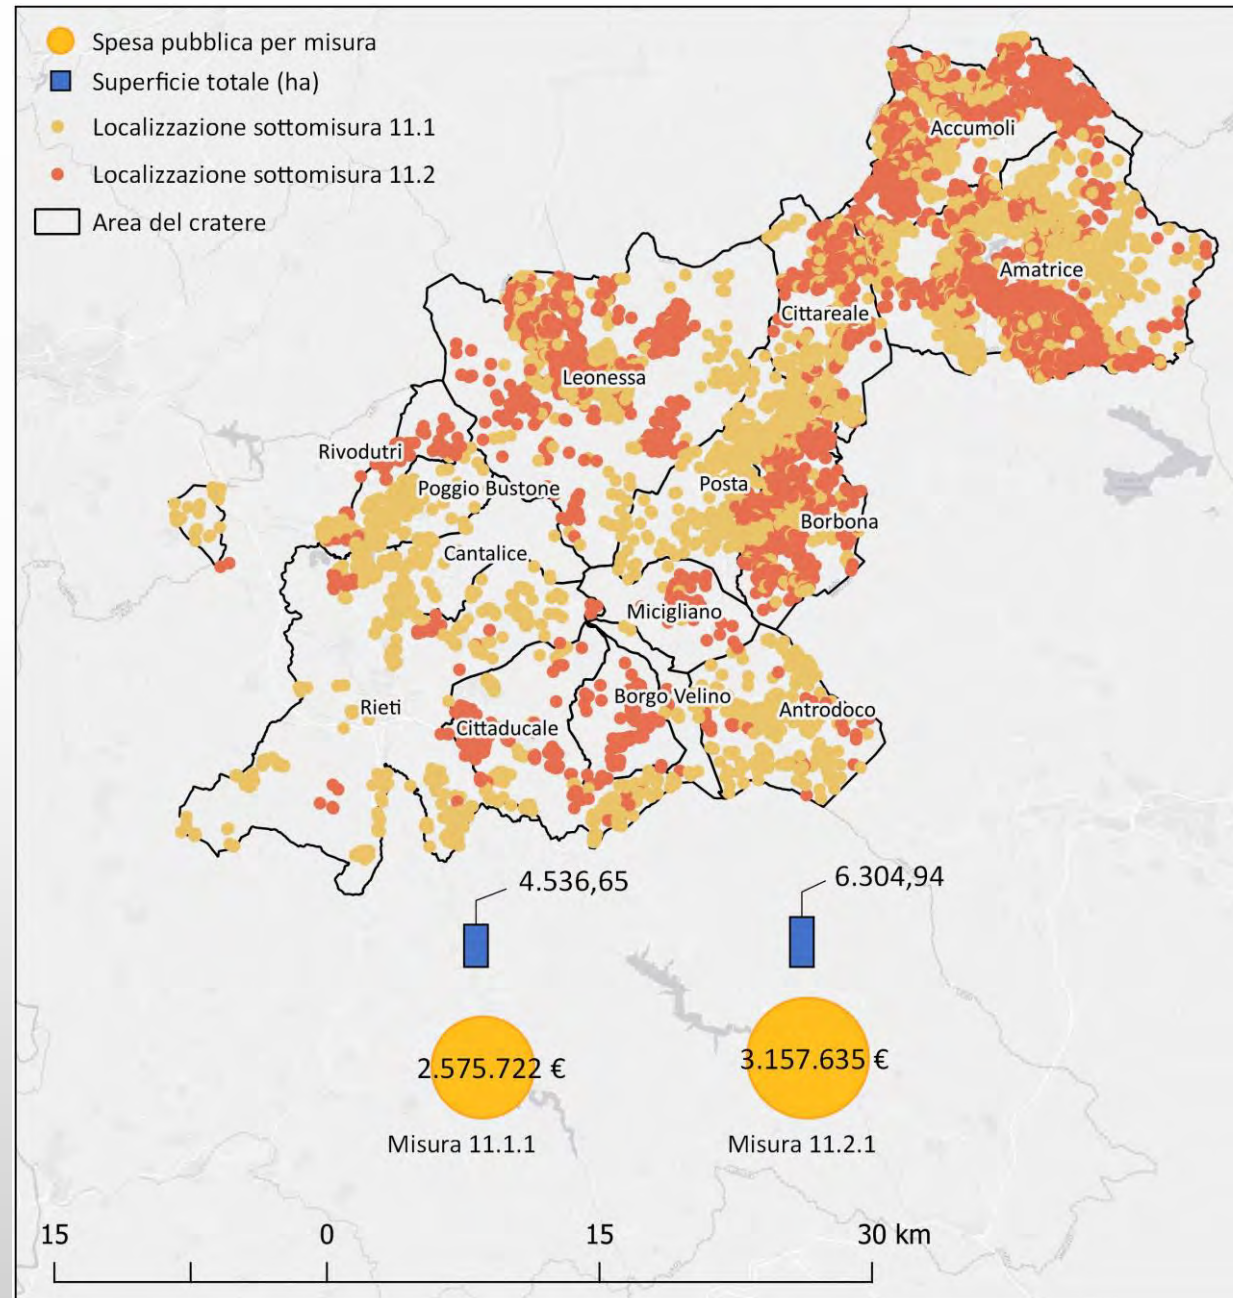 Spesa pubblica per misura
Superficie totale (ha)
Localizzazione sottomisura 11.1
Localizzazione sottomisura 11.2
Area del cratere
Accumoli
Amatrice
Cittareale
Leonessa
Rivodutri
Poggio Bustone
Posta
Borbona
Cantalice
Micigliano
Rieti
Borgo Velino
Antrodoco
Cittaducale
4.536,65
6.304,94
2.575.722 €
3.157.635 €
Misura 11.1.1
Misura 11.2.1
15 0 15 30 km